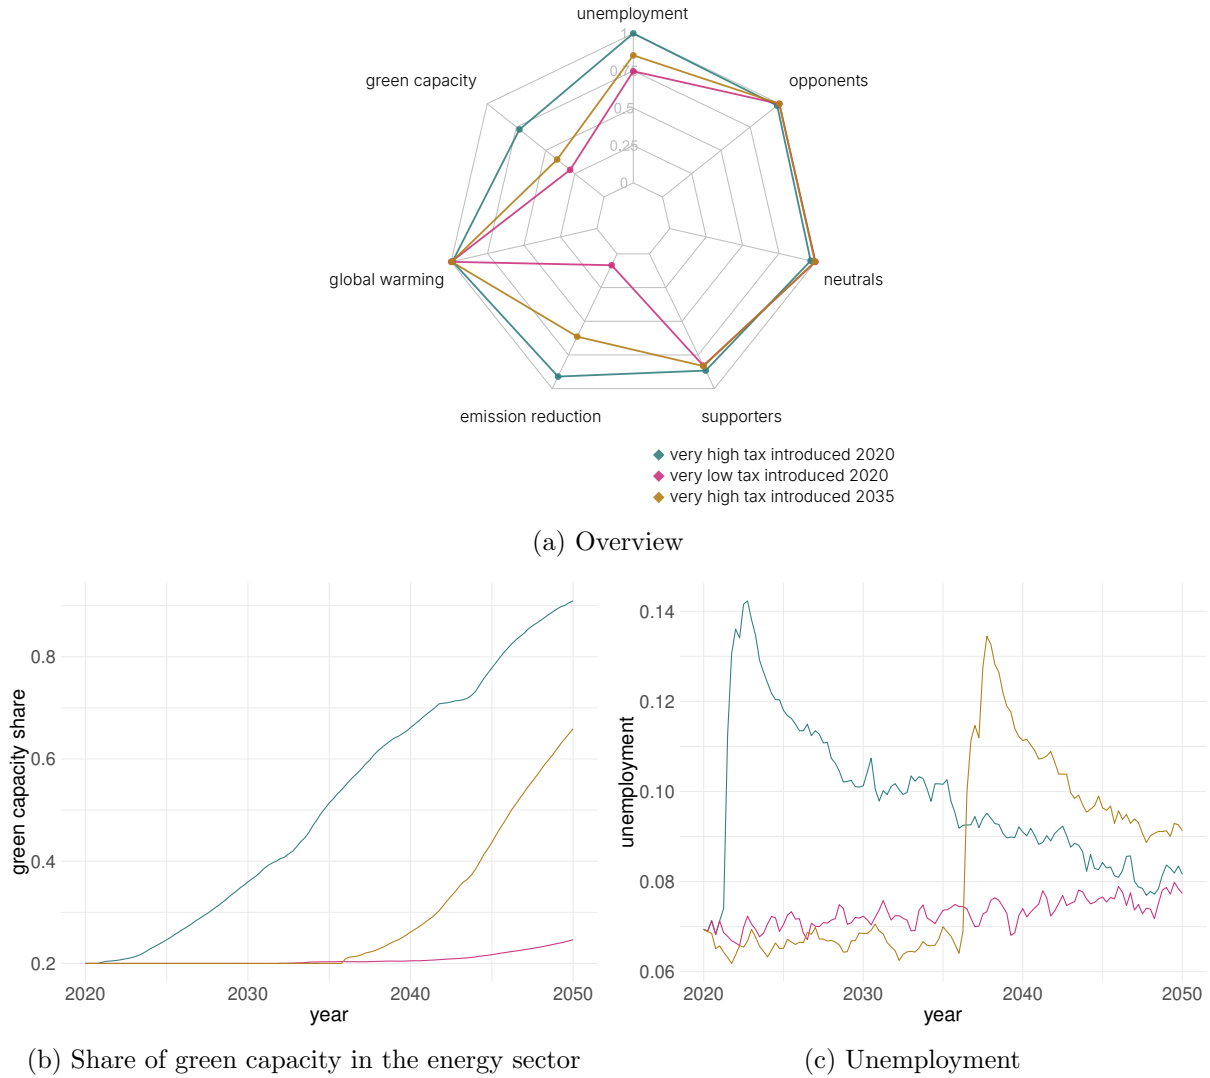 unemployment
1
green capacity
opponents
0.75
0.5
0.25
0
global warming
neutrals
emission reduction
supporters
very high tax introduced 2020
very low tax introduced 2020
very high tax introduced 2035
(a) Overview
green capacity share
0.8
0.6
0.4
0.2
2020 2030 2040 2050
year
(b) Share of green capacity in the energy sector
unemployment
0.14
0.12
0.10
0.08
0.06
2020 2030 2040 2050
year
(c) Unemployment